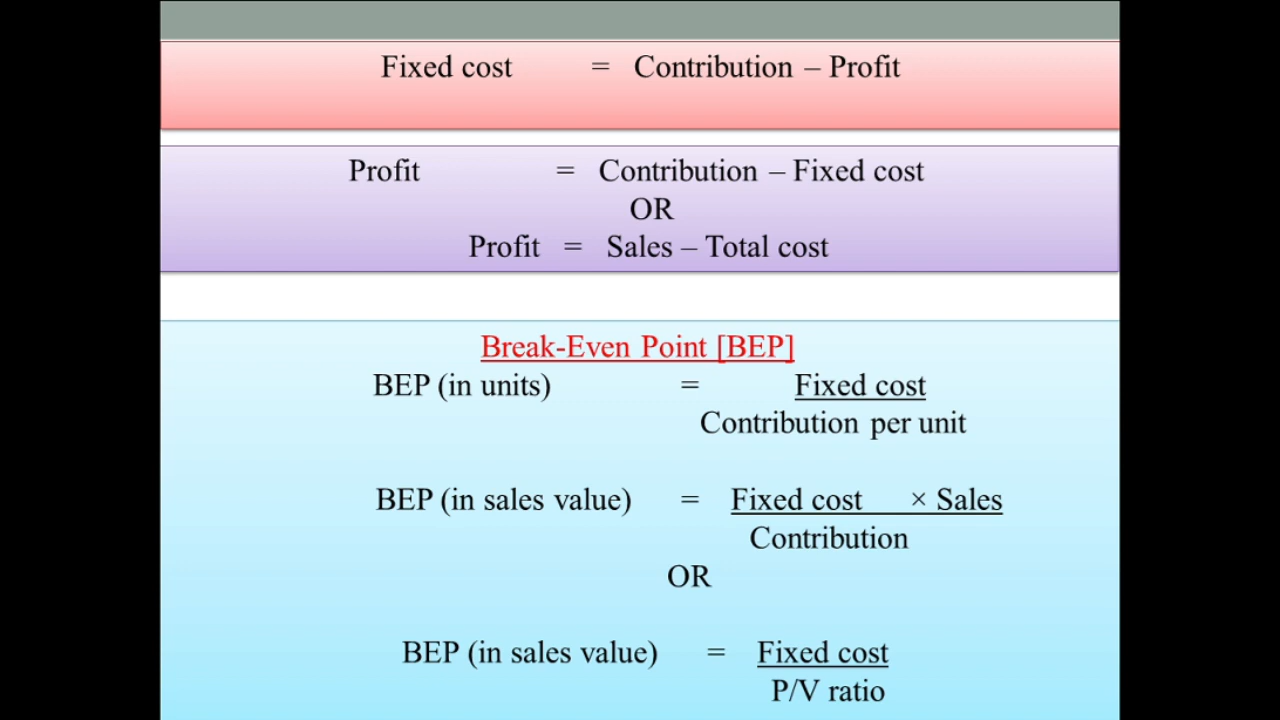 Fixed cost = Contribution – Profit
Profit = Contribution – Fixed cost
OR
Profit = Sales – Total cost
Break-Even Point [BEP]
BEP (in units) = Fixed cost
Contribution per unit
BEP (in sales value) = Fixed cost × Sales
Contribution
OR
BEP (in sales value) = Fixed cost
P/V ratio